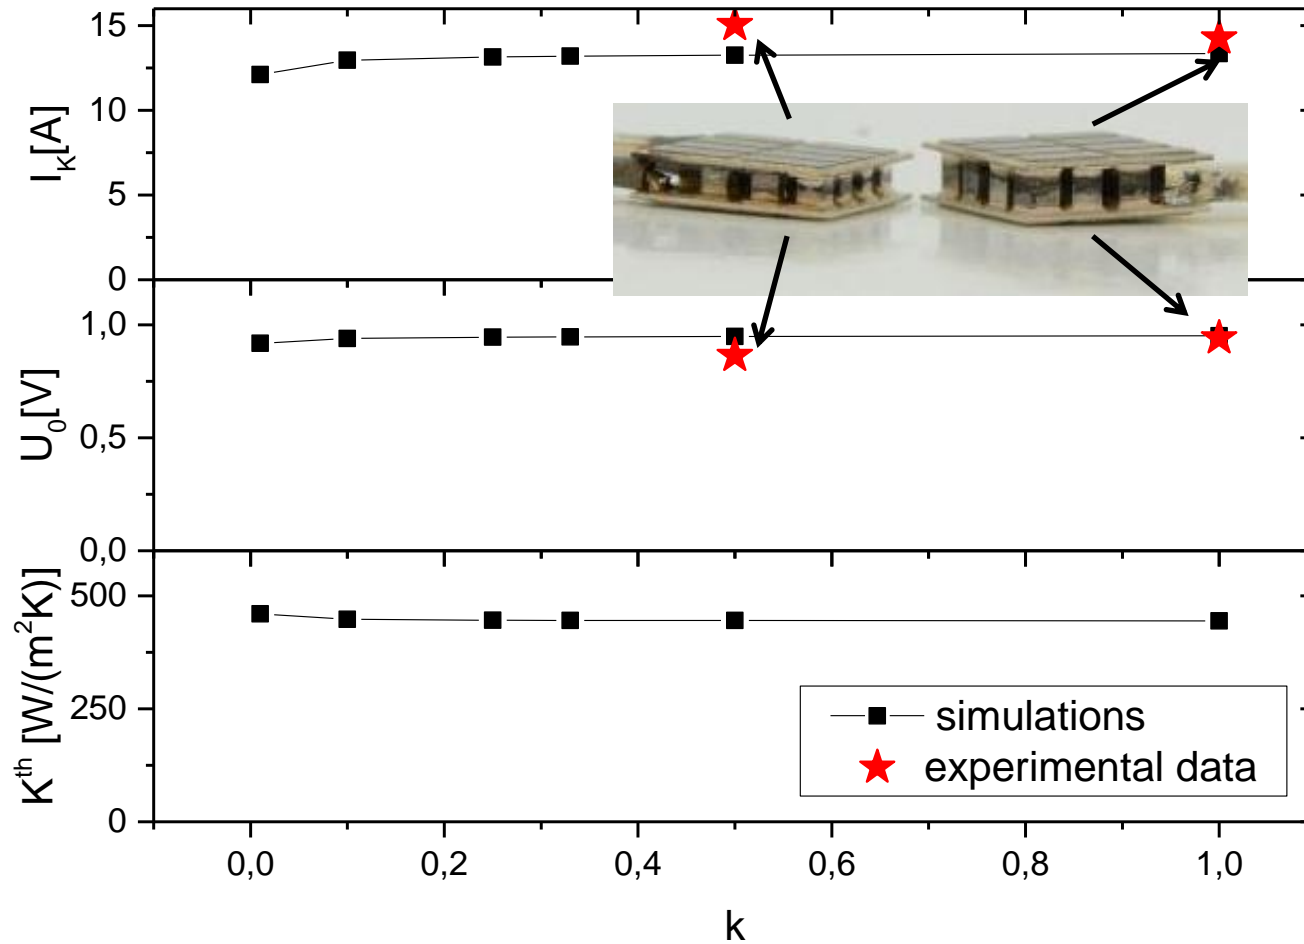 I_K[A]
15
10
5
0
U_0[V]
1,0
0,5
0,0
K^th [W/(m^2K)]
500
250
0
simulations
experimental data
0,0 0,2 0,4 0,6 0,8 1,0
k